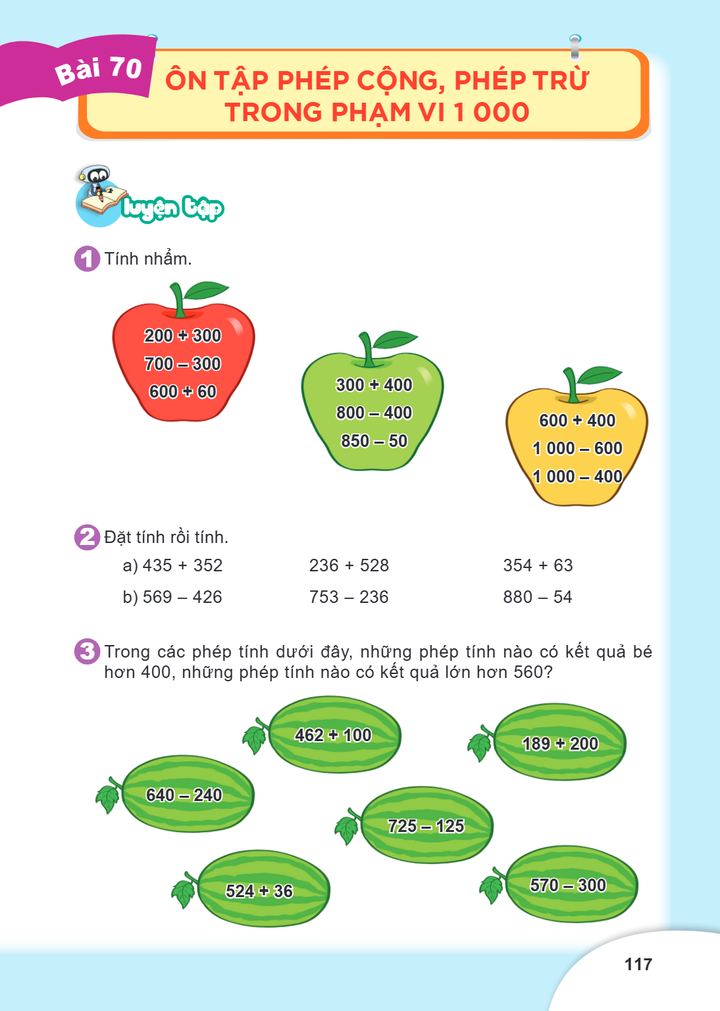 Bài 70
ÔN TẬP PHÉP CỘNG, PHÉP TRỪ
TRONG PHẠM VI 1 000
luyện tập
1 Tính nhẩm.
200 + 300
700 – 300
600 + 60
300 + 400
800 – 400
850 – 50
600 + 400
1 000 – 600
1 000 – 400
2 Đặt tính rồi tính.
a) 435 + 352 236 + 528 354 + 63
b) 569 – 426 753 – 236 880 – 54
3 Trong các phép tính dưới đây, những phép tính nào có kết quả bé
hơn 400, những phép tính nào có kết quả lớn hơn 560?
462 + 100
189 + 200
640 – 240
725 – 125
524 + 36
570 – 300
117